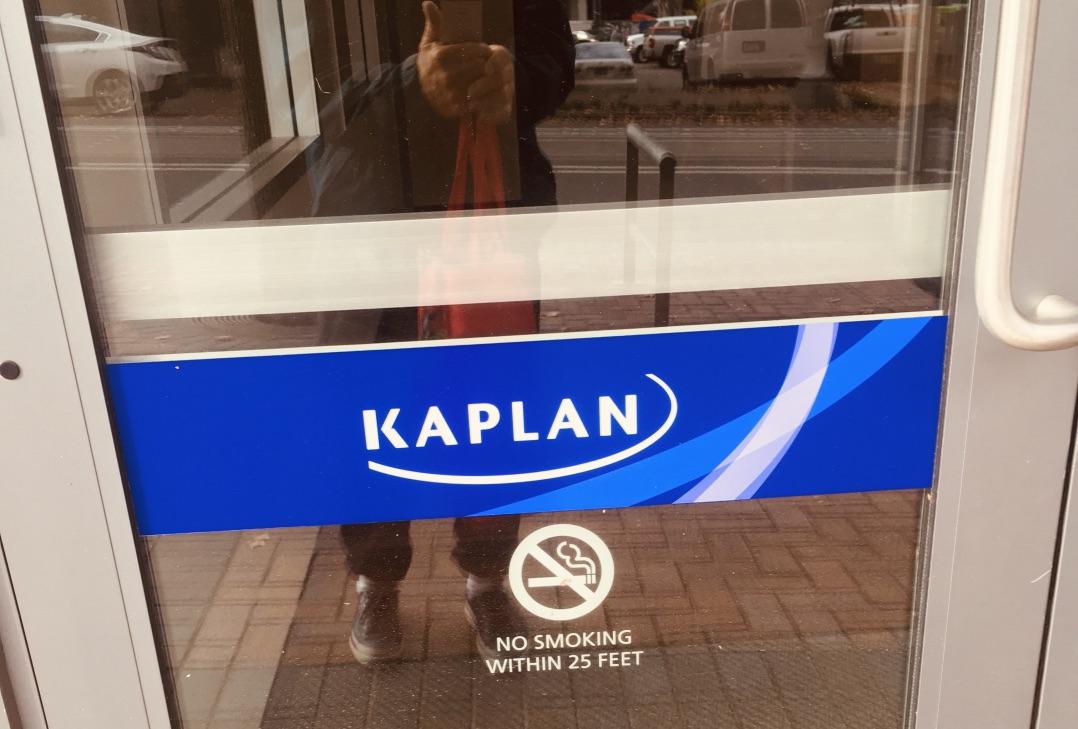 KAPLAN
NO SMOKING
WITHIN 25 FEET